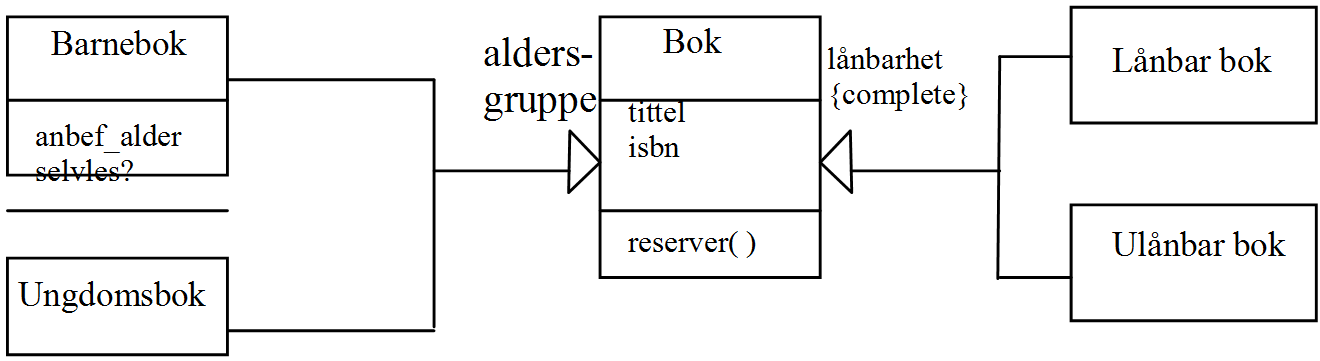 Barnebok
anbef_alder
selvles?
Ungdomsbok
alders-
gruppe
Bok
tittel
isbn
reserver( )
lånbarhet
{complete}
Lånbar bok
Ulånbar bok